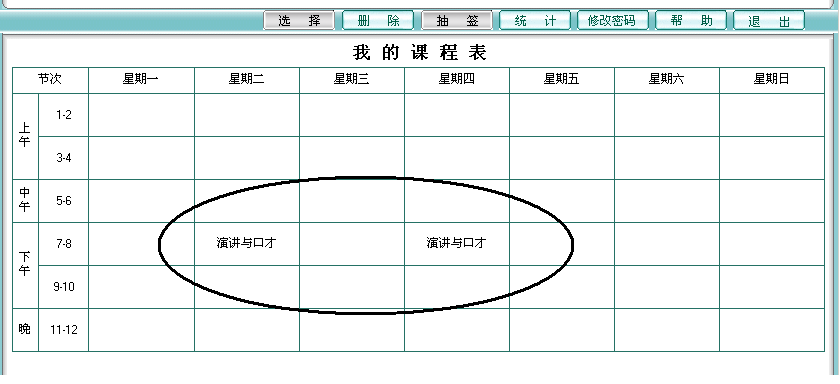 选 择 删 除 抽 签 统 计 修改密码 帮 助 退 出
我 的 课 程 表
节次 星期一 星期二 星期三 星期四 星期五 星期六 星期日
上午 1-2
3-4
中午 5-6
下午 7-8 演讲与口才 演讲与口才
9-10
晚 11-12